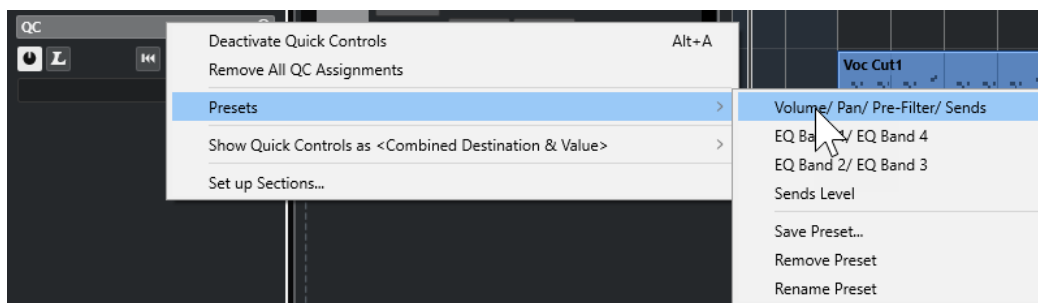 QC
L
Deactivate Quick Controls Alt+A
Remove All QC Assignments
Presets
Show Quick Controls as <Combined Destination & Value>
Set up Sections...
Voc Cut1
Volume/ Pan/ Pre-Filter/ Sends
EQ Ba / EQ Band 4
EQ Band 2/ EQ Band 3
Sends Level
Save Preset...
Remove Preset
Rename Preset